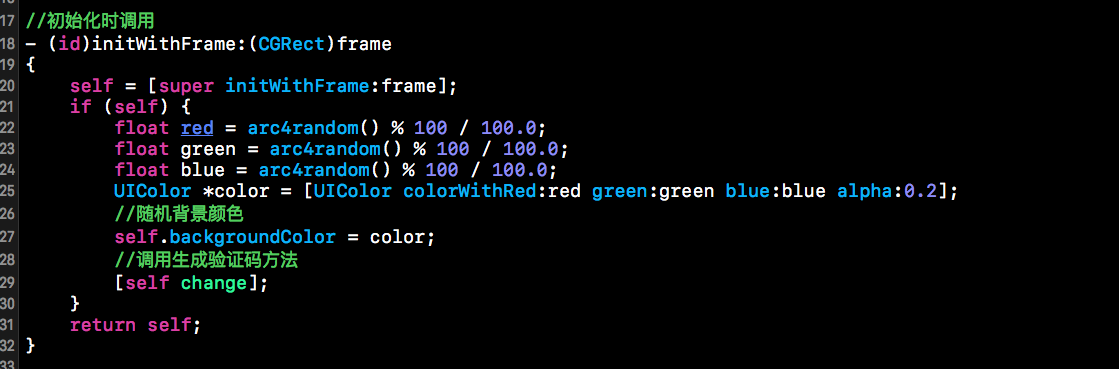 17 //初始化时调用
18 - (id)initWithFrame:(CGRect)frame
19 {
20     self = [super initWithFrame:frame];
21     if (self) {
22         float red = arc4random() % 100 / 100.0;
23         float green = arc4random() % 100 / 100.0;
24         float blue = arc4random() % 100 / 100.0;
25         UIColor *color = [UIColor colorWithRed:red green:green blue:blue alpha:0.2];
26         //随机背景颜色
27         self.backgroundColor = color;
28         //调用生成验证码方法
29         [self change];
30     }
31     return self;
32 }
33